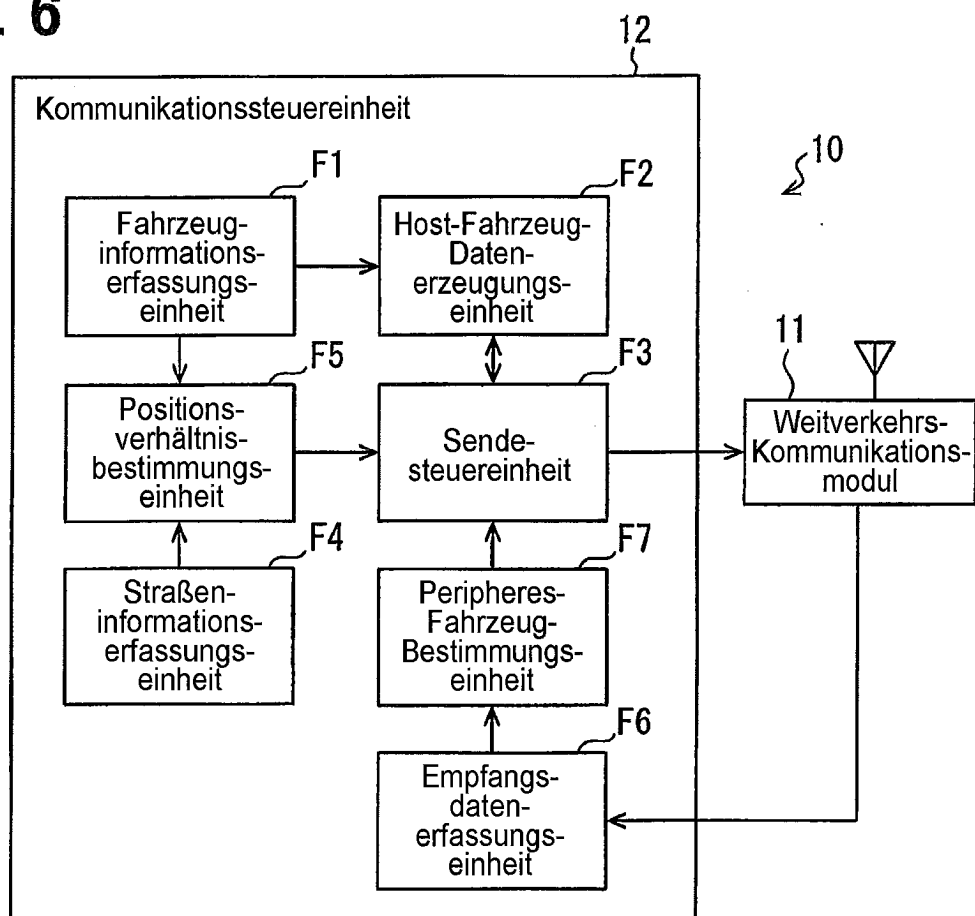 . 6
12
Kommunikationssteuereinheit
10
F1
F2
Fahrzeug-
informations-
erfassungs-
einheit
Host-Fahrzeug-
Daten-
erzeugungs-
einheit
11
F5
F3
Positions-
verhältnis-
bestimmungs-
einheit
Sende-
steuereinheit
Weitverkehrs-
Kommunikations-
modul
F4
F7
Straßen-
informations-
erfassungs-
einheit
Peripheres-
Fahrzeug-
Bestimmungs-
einheit
F6
Empfangs-
daten-
erfassungs-
einheit